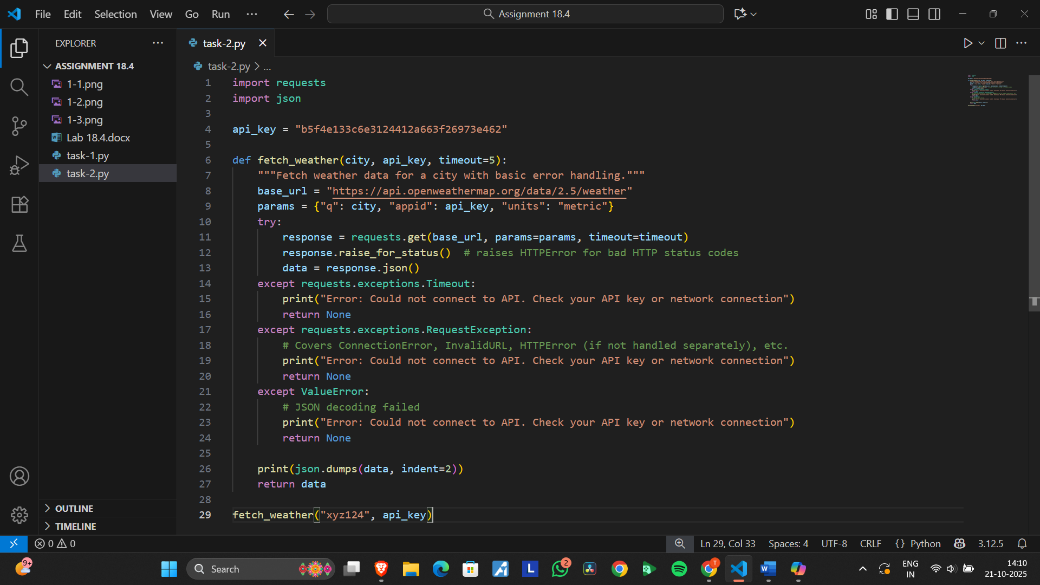 File Edit Selection View Go Run ··· Assignment 18.4
EXPLORER ···
ASSIGNMENT 18.4
1-1.png
1-2.png
1-3.png
Lab 18.4.docx
task-1.py
task-2.py
OUTLINE
TIMELINE
task-2.py
task-2.py > ...
1 import requests
2 import json
3
4 api_key = "b5f4e133c6e3124412a663f26973e462"
5
6 def fetch_weather(city, api_key, timeout=5):
7 """Fetch weather data for a city with basic error handling."""
8 base_url = "https://api.openweathermap.org/data/2.5/weather"
9 params = {"q": city, "appid": api_key, "units": "metric"}
10 try:
11 response = requests.get(base_url, params=params, timeout=timeout)
12 response.raise_for_status()  # raises HTTPError for bad HTTP status codes
13 data = response.json()
14 except requests.exceptions.Timeout:
15 print("Error: Could not connect to API. Check your API key or network connection")
16 return None
17 except requests.exceptions.RequestException:
18 # Covers ConnectionError, InvalidURL, HTTPError (if not handled separately), etc.
19 print("Error: Could not connect to API. Check your API key or network connection")
20 return None
21 except ValueError:
22 # JSON decoding failed
23 print("Error: Could not connect to API. Check your API key or network connection")
24 return None
25
26 print(json.dumps(data, indent=2))
27 return data
28
29 fetch_weather("xyz124", api_key)
0 0 Ln 29, Col 33 Spaces: 4 UTF-8 CRLF {} Python 3.12.5
9+ Search L 2 ENG IN 14:10 21-10-2025